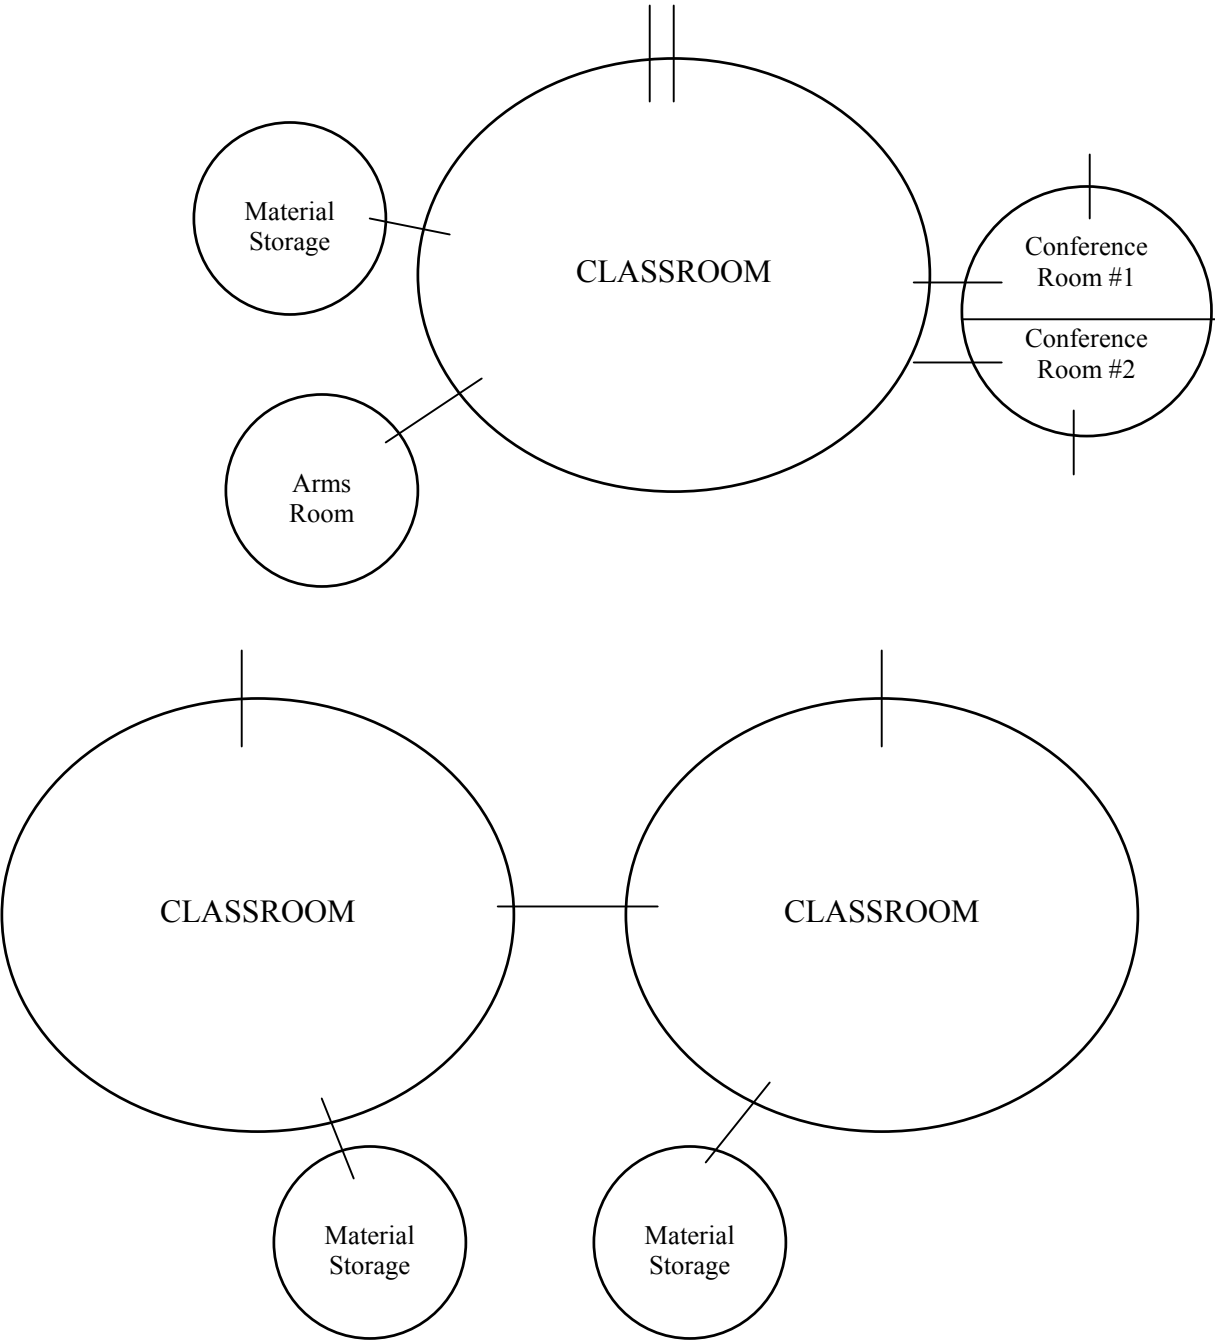 Material
Storage
CLASSROOM
Conference
Room #1
Conference
Room #2
Arms
Room
CLASSROOM
CLASSROOM
Material
Storage
Material
Storage